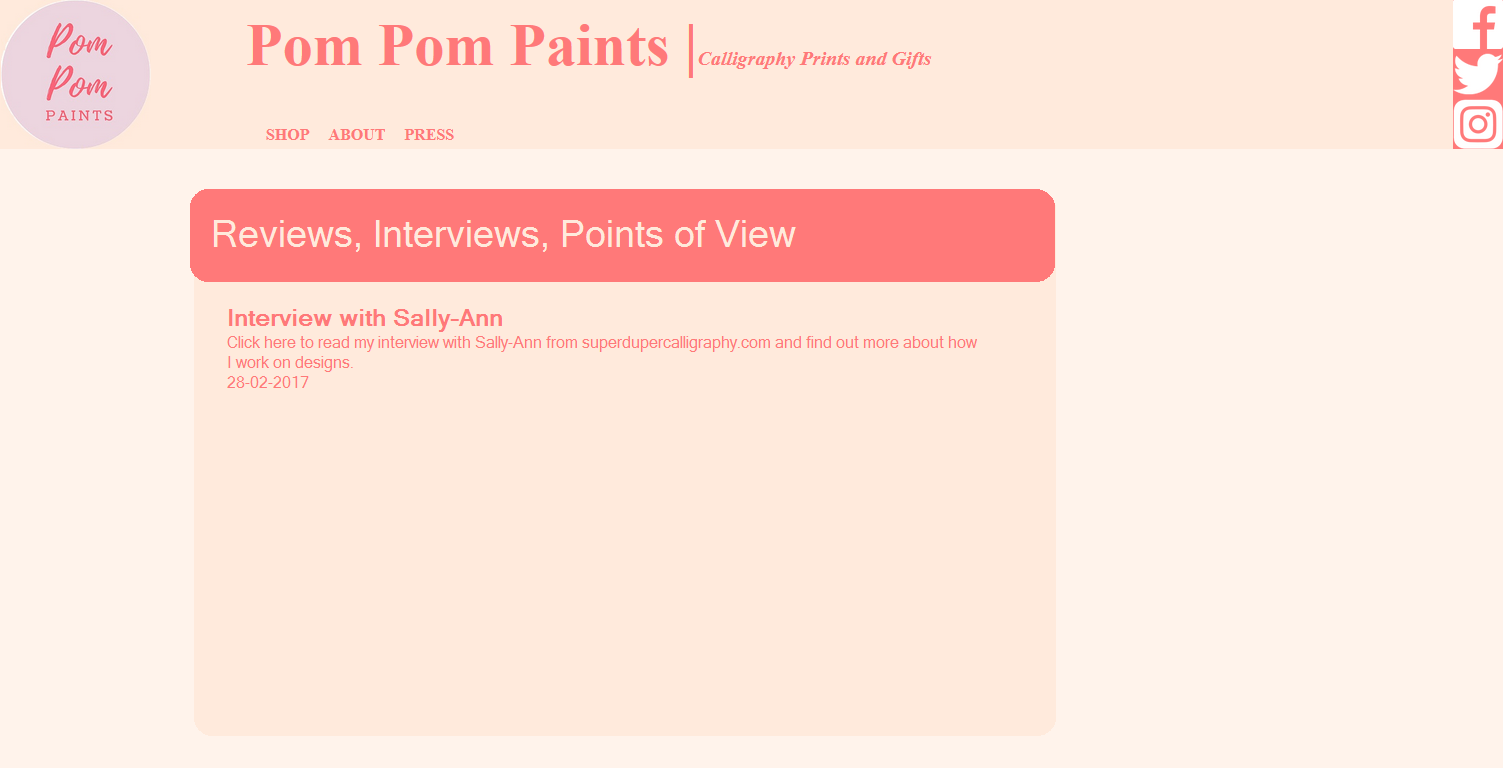 Pom
Pom
PAINTS
Pom Pom Paints | Calligraphy Prints and Gifts
SHOP ABOUT PRESS
Reviews, Interviews, Points of View
Interview with Sally-Ann
Click here to read my interview with Sally-Ann from superdupercalligraphy.com and find out more about how
I work on designs.
28-02-2017